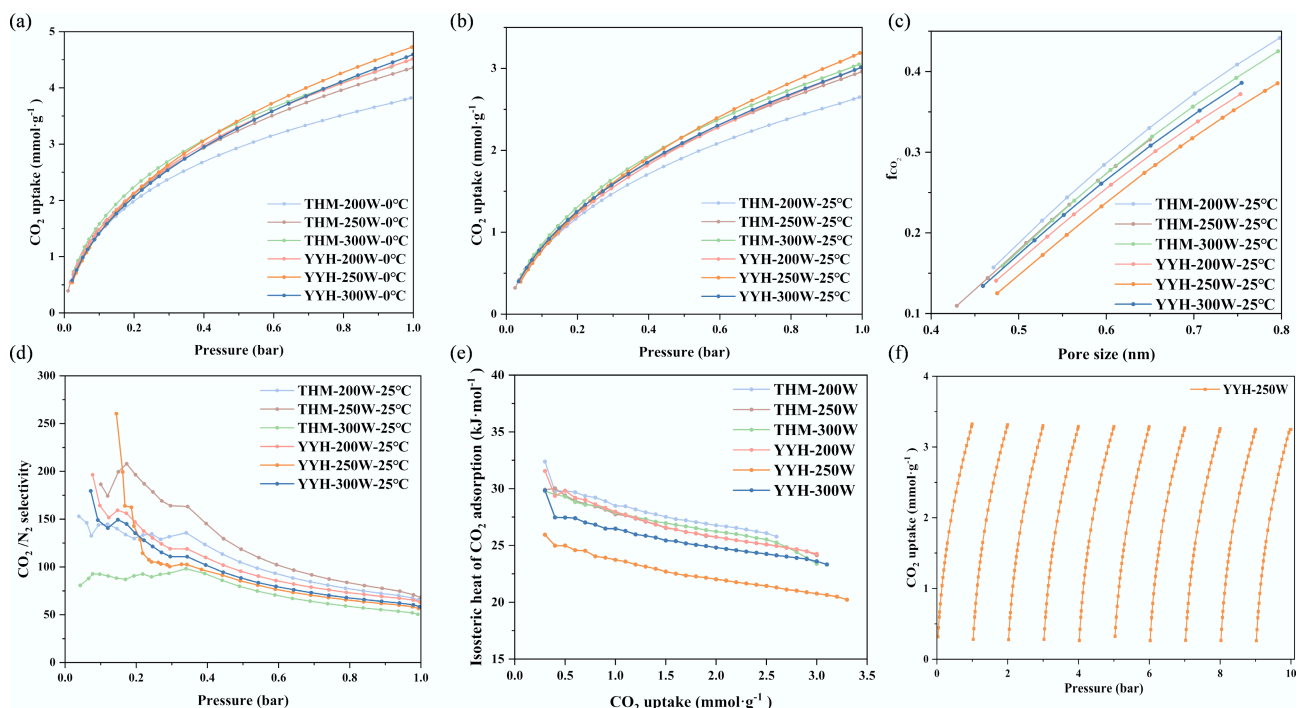 (a)
CO₂ uptake (mmol·g⁻¹)
5
4
3
2
1
0
0.0 0.2 0.4 0.6 0.8 1.0
Pressure (bar)
THM-200W-0°C
THM-250W-0°C
THM-300W-0°C
YYH-200W-0°C
YYH-250W-0°C
YYH-300W-0°C
(b)
CO₂ uptake (mmol·g⁻¹)
3
2
1
0
0.0 0.2 0.4 0.6 0.8 1.0
Pressure (bar)
THM-200W-25°C
THM-250W-25°C
THM-300W-25°C
YYH-200W-25°C
YYH-250W-25°C
YYH-300W-25°C
(c)
fCO₂
0.4
0.3
0.2
0.1
0.4 0.5 0.6 0.7 0.8
Pore size (nm)
THM-200W-25°C
THM-250W-25°C
THM-300W-25°C
YYH-200W-25°C
YYH-250W-25°C
YYH-300W-25°C
(d)
CO₂/N₂ selectivity
300
250
200
150
100
50
0
0.0 0.2 0.4 0.6 0.8 1.0
Pressure (bar)
THM-200W-25°C
THM-250W-25°C
THM-300W-25°C
YYH-200W-25°C
YYH-250W-25°C
YYH-300W-25°C
(e)
Isosteric heat of CO₂ adsorption (kJ·mol⁻¹)
40
35
30
25
20
15
0.0 0.5 1.0 1.5 2.0 2.5 3.0 3.5
CO₂ uptake (mmol·g⁻¹)
THM-200W
THM-250W
THM-300W
YYH-200W
YYH-250W
YYH-300W
(f)
CO₂ uptake (mmol·g⁻¹)
4
3
2
1
0
0 2 4 6 8 10
Pressure (bar)
YYH-250W